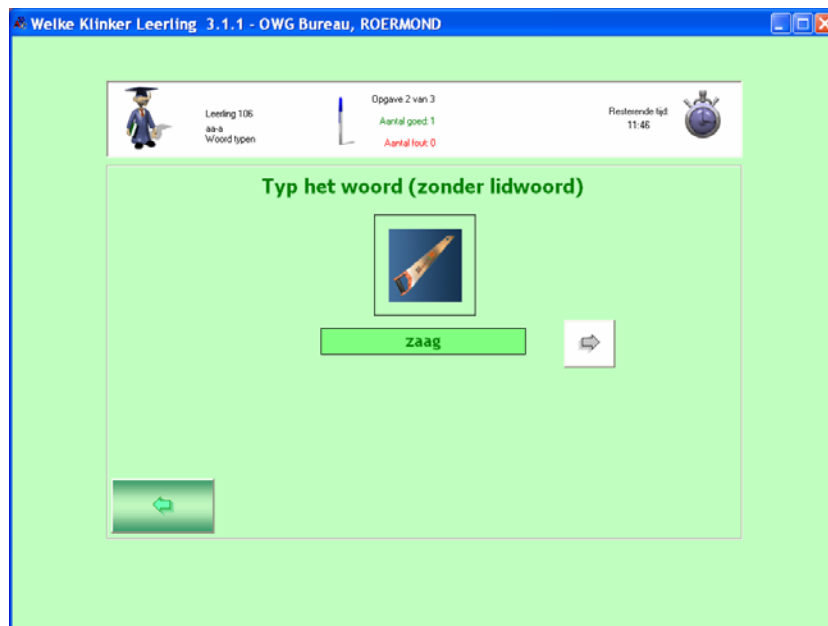 Welke Klinker Leerling 3.1.1 - OWG Bureau, ROERMOND
Leerling 106
aa-a
Woord typen
Opgave 2 van 3
Aantal goed: 1
Aantal fout: 0
Resterende tijd:
11:46
Typ het woord (zonder lidwoord)
zaag